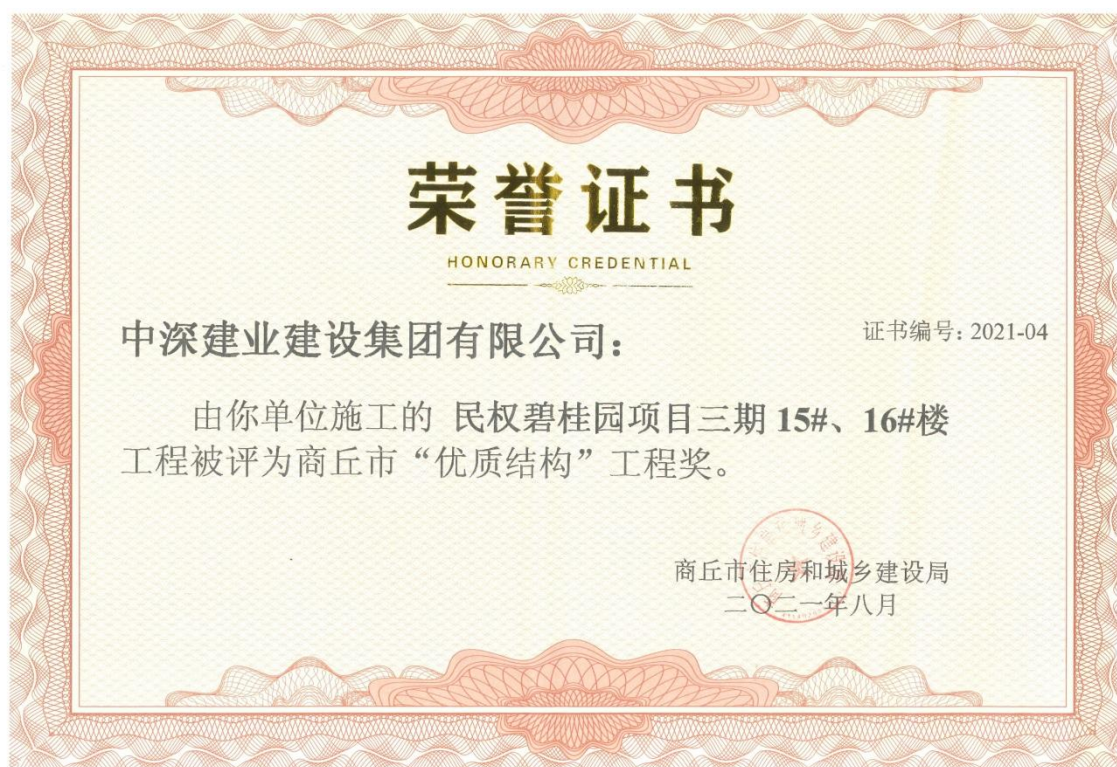 荣誉证书
HONORARY CREDENTIAL
中深建业建设集团有限公司：
证书编号：2021-04
由你单位施工的 民权碧桂园项目三期 15#、16#楼
工程被评为商丘市“优质结构”工程奖。
商丘市住房和城乡建设局
二〇二一年八月